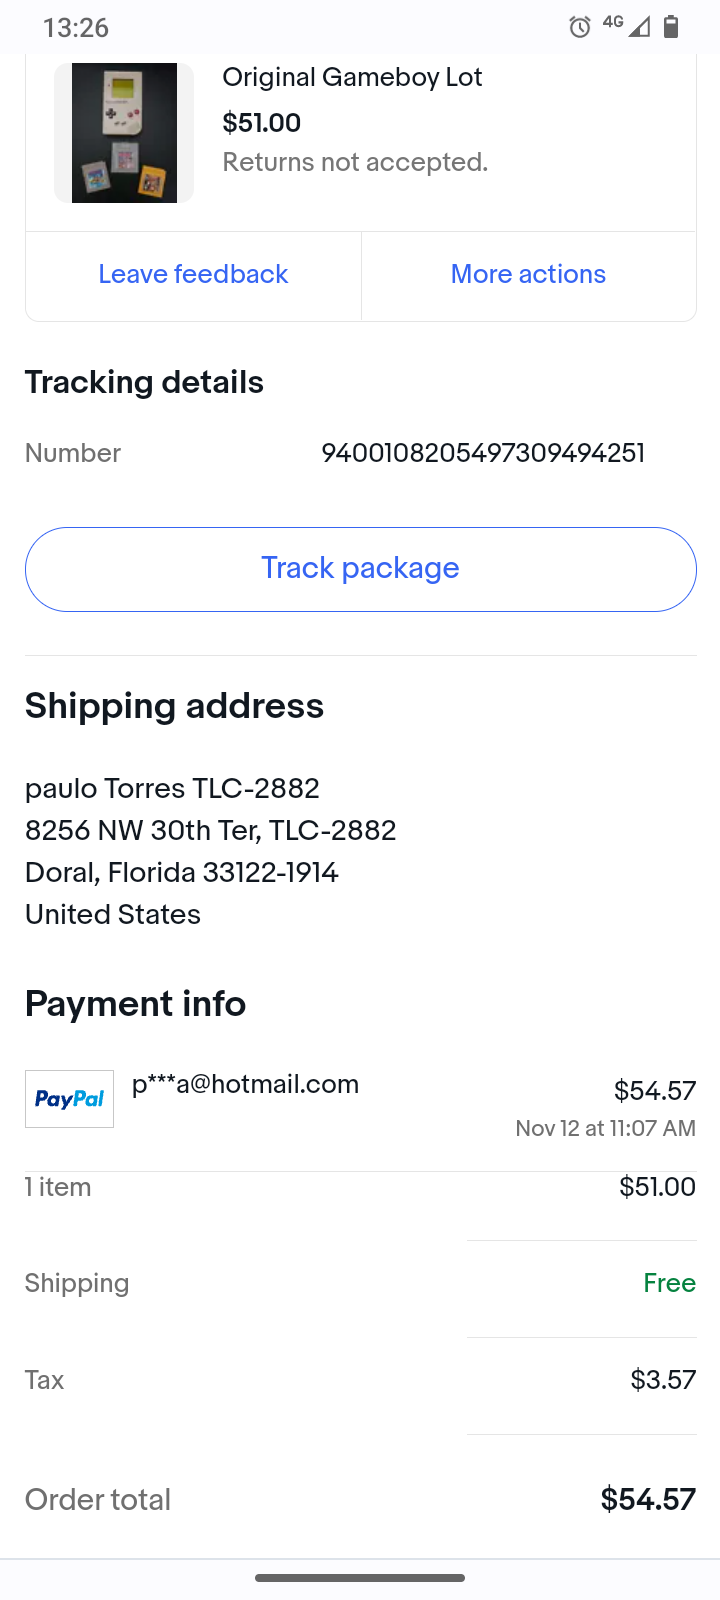 13:26
4G
Original Gameboy Lot
$51.00
Returns not accepted.
Leave feedback
More actions
Tracking details
Number
9400108205497309494251
Track package
Shipping address
paulo Torres TLC-2882
8256 NW 30th Ter, TLC-2882
Doral, Florida 33122-1914
United States
Payment info
PayPal
p***a@hotmail.com
$54.57
Nov 12 at 11:07 AM
1 item
$51.00
Shipping
Free
Tax
$3.57
Order total
$54.57